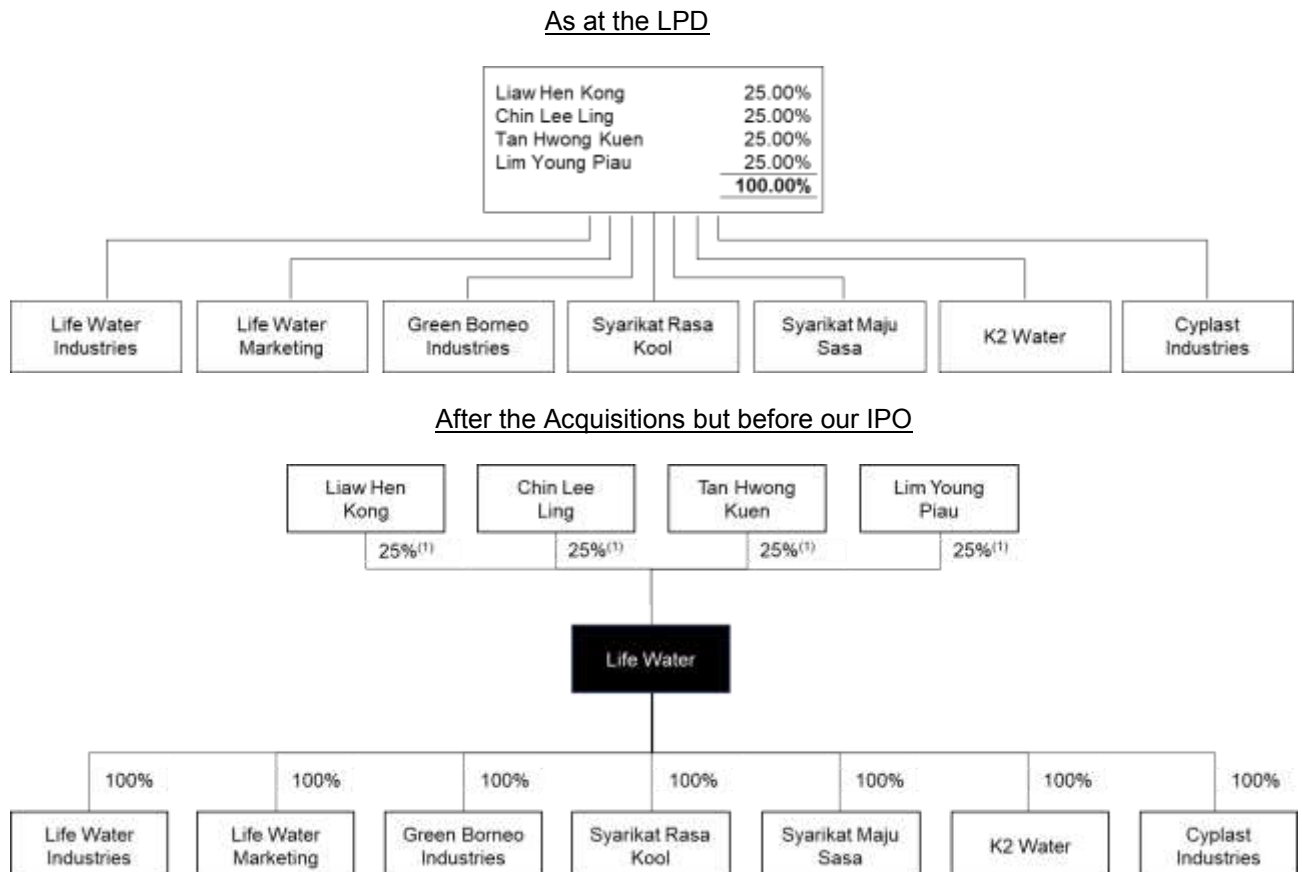 As at the LPD
Liaw Hen Kong 25.00%
Chin Lee Ling 25.00%
Tan Hwong Kuen 25.00%
Lim Young Piau 25.00%
100.00%
Life Water
Industries
Life Water
Marketing
Green Borneo
Industries
Syarikat Rasa
Kool
Syarikat Maju
Sasa
K2 Water
Cyplast
Industries
After the Acquisitions but before our IPO
Liaw Hen
Kong
Chin Lee
Ling
Tan Hwong
Kuen
Lim Young
Piau
25%(1) 25%(1) 25%(1) 25%(1)
Life Water
100% 100% 100% 100% 100% 100% 100%
Life Water
Industries
Life Water
Marketing
Green Borneo
Industries
Syarikat Rasa
Kool
Syarikat Maju
Sasa
K2 Water
Cyplast
Industries